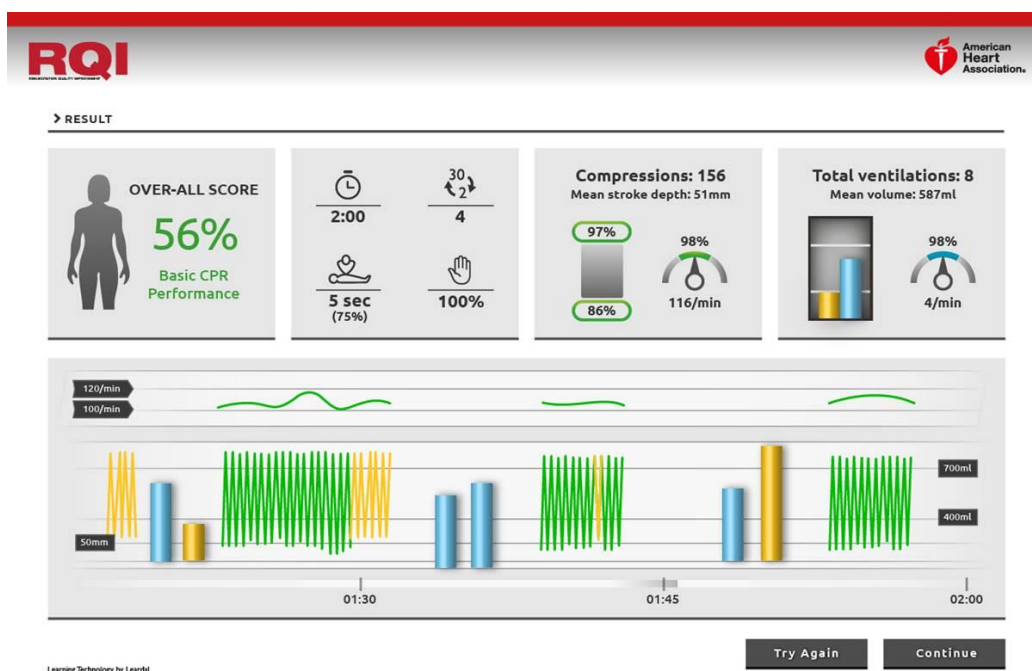 RQI
RESUSCITATION QUALITY IMPROVEMENT
American
Heart
Association®
RESULT
OVER-ALL SCORE
56%
Basic CPR
Performance
2:00
30
2
4
5 sec
(75%)
100%
Compressions: 156
Mean stroke depth: 51mm
97%
86%
98%
116/min
Total ventilations: 8
Mean volume: 587ml
98%
4/min
120/min
100/min
50mm
700ml
400ml
01:30
01:45
02:00
Try Again
Continue
Learning Technology by Laerdal